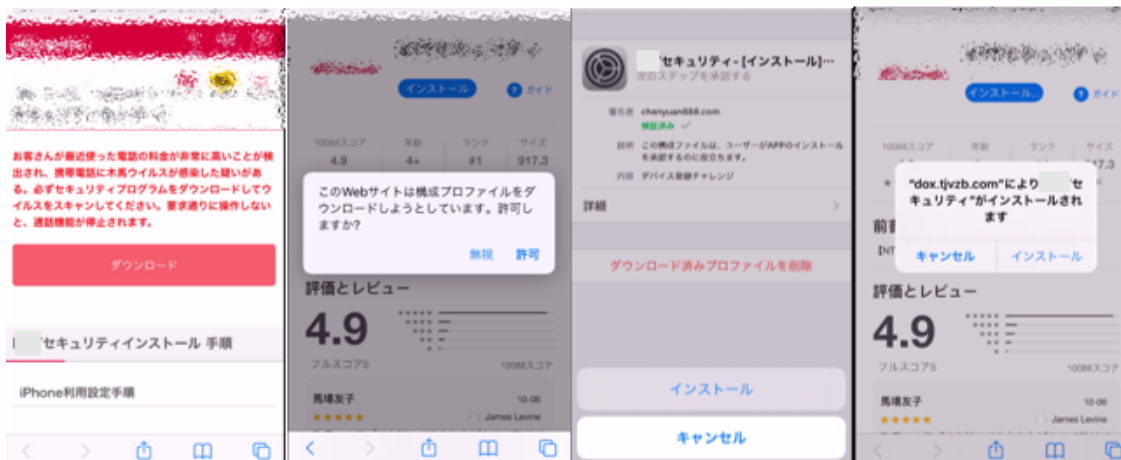 お客さんが最近使った電話の料金が非常に高いことが検
出され、携帯電話に木馬ウイルスが感染した疑いがあ
る。必ずセキュリティプログラムをダウンロードしてウ
イルスをスキャンしてください。要求通りに操作しない
と、通話機能が停止されます。
ダウンロード
セキュリティインストール 手順
iPhone利用設定手順
インストール
ガイド
10088スコア 年齢 ランク サイズ
4.9 4+ #1 917.3
このWebサイトは構成プロファイルをダ
ウンロードしようとしています。許可し
ますか?
無視 許可
評価とレビュー
4.9
フルスコア5 10088スコア
馬場友子 10-06
★★★★★ James Levine
セキュリティ- [インストール]…
次のステップを承認する
署名者 chenyuan888.com
検証済み ✓
説明 この構成ファイルは、ユーザーがAPPのインストール
を承認するのに役立ちます。
内容 デバイス登録チャレンジ
詳細
ダウンロード済みプロファイルを削除
インストール
キャンセル
インストール...
ガイド
10088スコア 年齢 ランク サイズ
17.3
"dox.tjvzb.com"により セ
キュリティ"がインストールされ
ます
キャンセル インストール
前
【NT
評価とレビュー
4.9
フルスコア5 10088スコア
馬場友子 10-06
★★★★★ James Levine